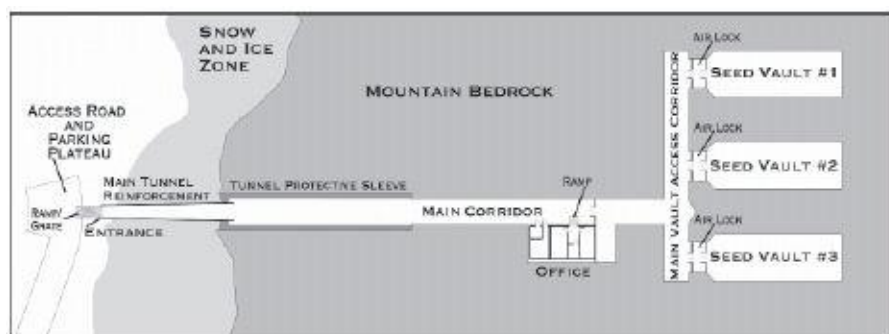 SNOW
AND ICE
ZONE
MOUNTAIN BEDROCK
ACCESS ROAD
AND
PARKING
PLATEAU
MAIN TUNNEL
REINFORCEMENT
TUNNEL PROTECTIVE SLEEVE
RAMP/
GRATE
ENTRANCE
MAIN CORRIDOR
RAMP
OFFICE
MAIN VAULT ACCESS CORRIDOR
AIR LOCK
SEED VAULT #1
AIR LOCK
SEED VAULT #2
AIR LOCK
SEED VAULT #3